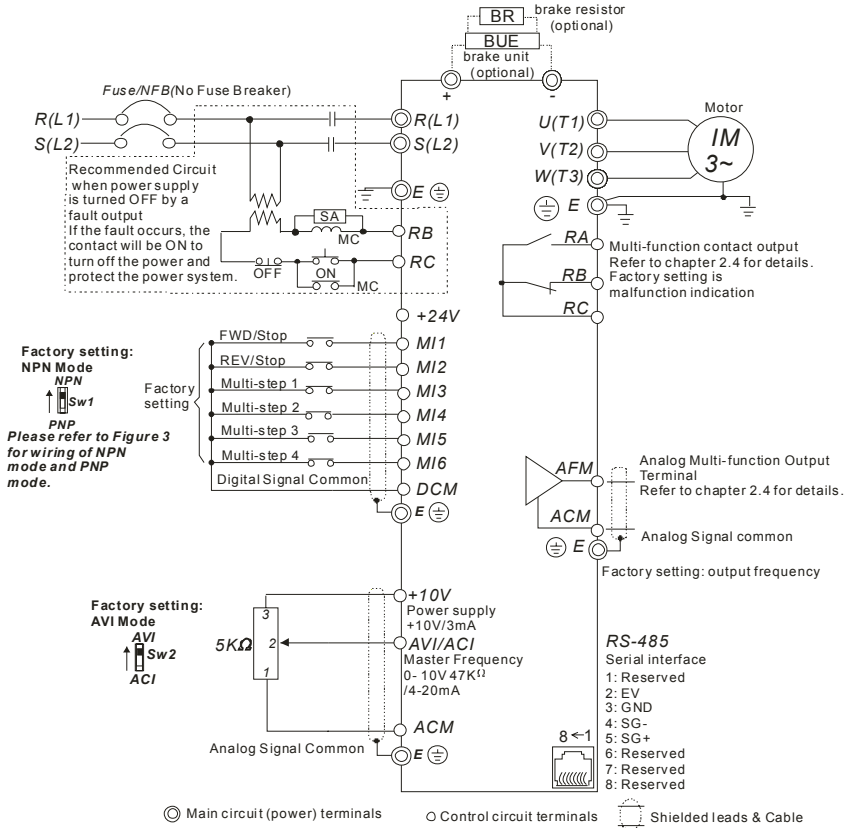 BR
brake resistor
(optional)
BUE
brake unit
(optional)
+
-
Fuse/NFB(No Fuse Breaker)
R(L1)
S(L2)
R(L1)
S(L2)
E
Recommended Circuit
when power supply
is turned OFF by a
fault output
If the fault occurs, the
contact will be ON to
turn off the power and
protect the power system.
SA
MC
OFF
ON
MC
RB
RC
U(T1)
V(T2)
W(T3)
E
Motor
IM
3~
RA
RB
RC
Multi-function contact output
Refer to chapter 2.4 for details.
Factory setting is
malfunction indication
+24V
Factory setting:
NPN Mode
NPN
Sw1
PNP
Please refer to Figure 3
for wiring of NPN
mode and PNP
mode.
Factory
setting
FWD/Stop
MI1
REV/Stop
MI2
Multi-step 1
MI3
Multi-step 2
MI4
Multi-step 3
MI5
Multi-step 4
MI6
Digital Signal Common
DCM
E
AFM
ACM
E
Analog Multi-function Output
Terminal
Refer to chapter 2.4 for details.
Analog Signal common
Factory setting: output frequency
Factory setting:
AVI Mode
AVI
Sw2
ACI
5KΩ
3
2
1
+10V
Power supply
+10V/3mA
AVI/ACI
Master Frequency
0- 10V 47KΩ
/4-20mA
ACM
Analog Signal Common
E
RS-485
Serial interface
1: Reserved
2: EV
3: GND
4: SG-
5: SG+
6: Reserved
7: Reserved
8: Reserved
8←1
Main circuit (power) terminals
Control circuit terminals
Shielded leads & Cable